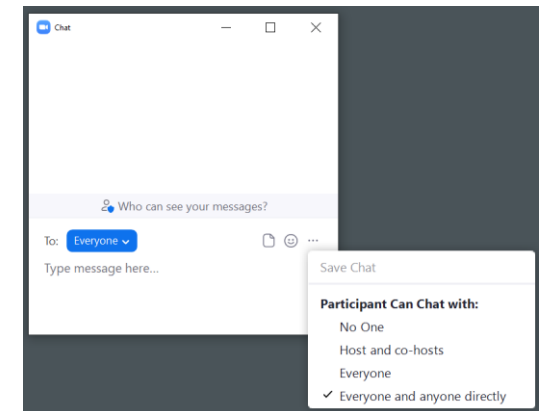 Chat
Who can see your messages?
To: Everyone
Type message here...
Save Chat
Participant Can Chat with:
No One
Host and co-hosts
Everyone
Everyone and anyone directly